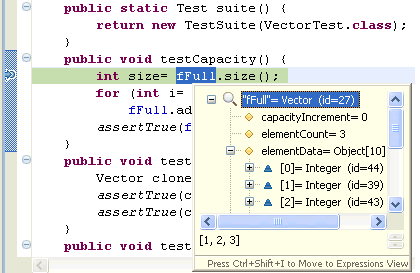 public static Test suite() {
return new TestSuite(VectorTest.class);
}
public void testCapacity() {
int size= fFull.size();
for (int i=
fFull.ad
assertTrue(f
}
public void test
Vector clone
assertTrue(c
assertTrue(c
}
public void test
"fFull"= Vector (id=27)
capacityIncrement= 0
elementCount= 3
elementData= Object[10]
[0]= Integer (id=44)
[1]= Integer (id=39)
[2]= Integer (id=43)
[1, 2, 3]
Press Ctrl+Shift+I to Move to Expressions View